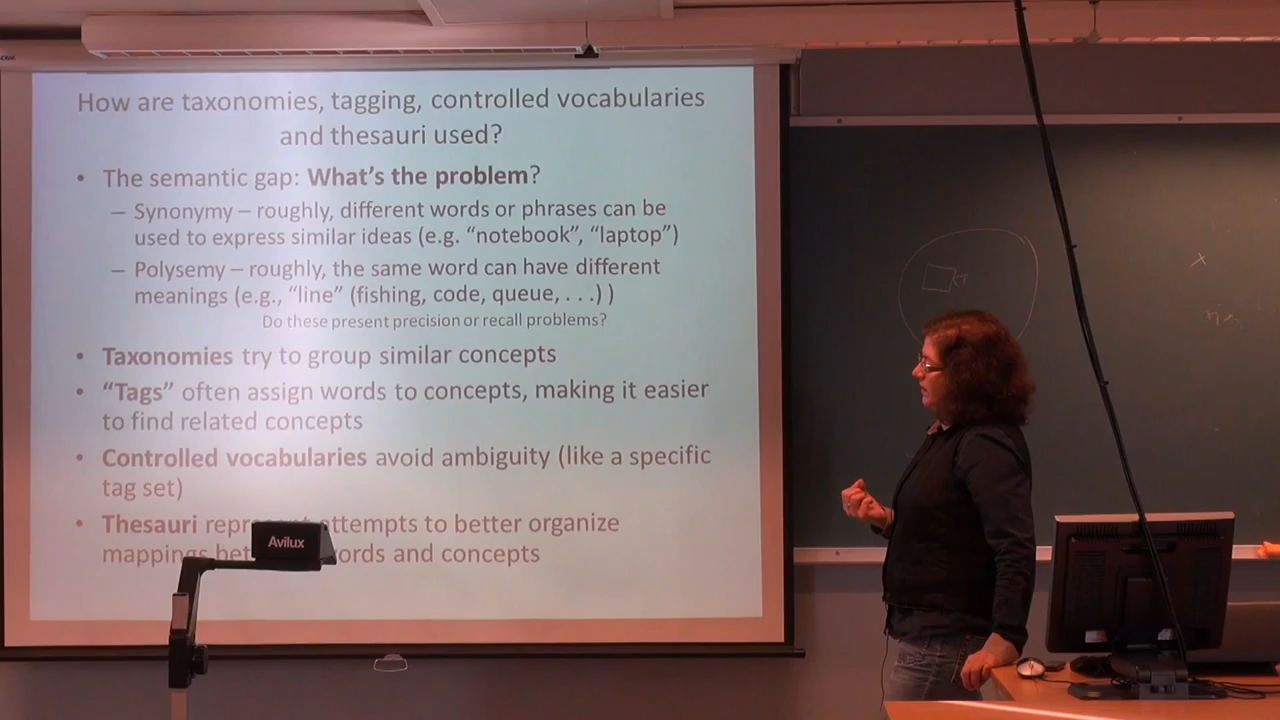 How are taxonomies, tagging, controlled vocabularies
and thesauri used?
• The semantic gap: What's the problem?
– Synonymy – roughly, different words or phrases can be
used to express similar ideas (e.g. “notebook”, “laptop”)
– Polysemy – roughly, the same word can have different
meanings (e.g., “line” (fishing, code, queue, . . .) )
Do these present precision or recall problems?
• Taxonomies try to group similar concepts
• “Tags” often assign words to concepts, making it easier
to find related concepts
• Controlled vocabularies avoid ambiguity (like a specific
tag set)
• Thesauri attempts to better organize
mappings words and concepts
Avilux